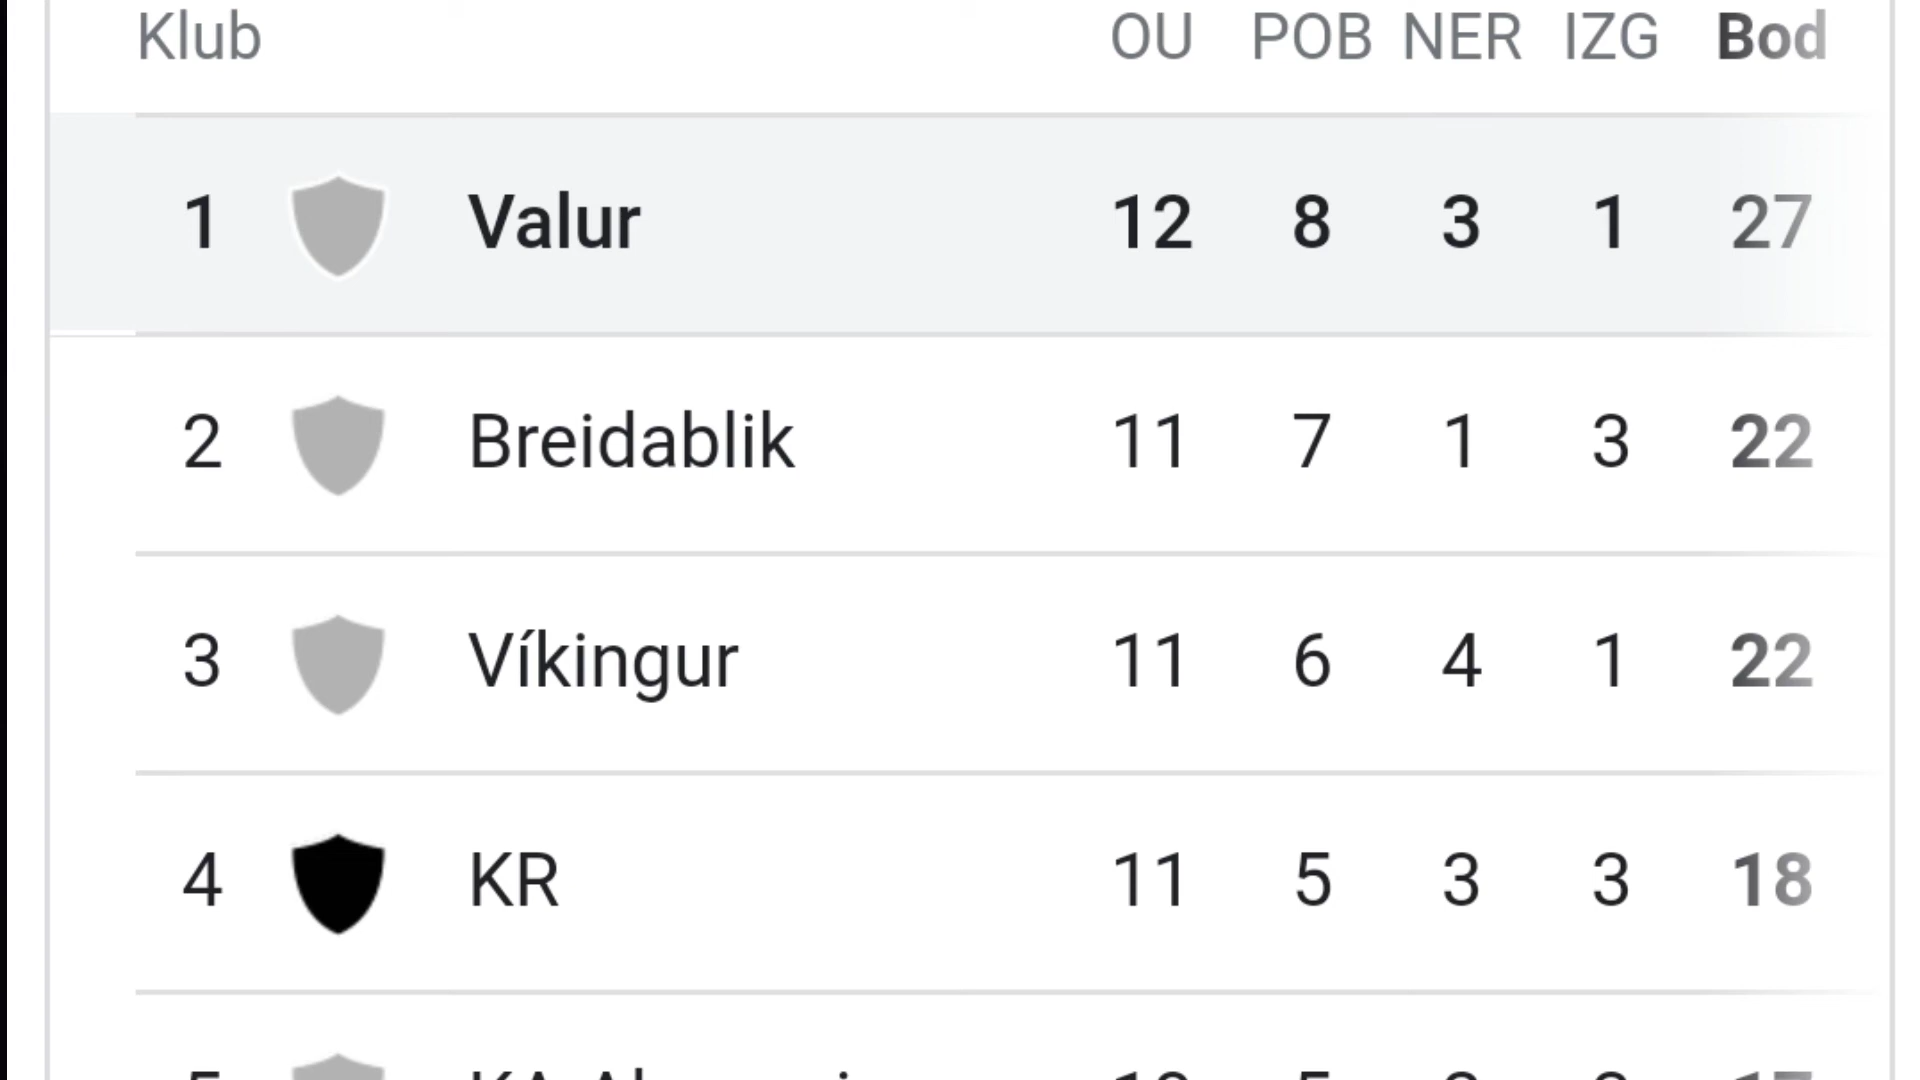 Klub OU POB NER IZG Bod
1 Valur 12 8 3 1 27
2 Breidablik 11 7 1 3 22
3 Víkingur 11 6 4 1 22
4 KR 11 5 3 3 18